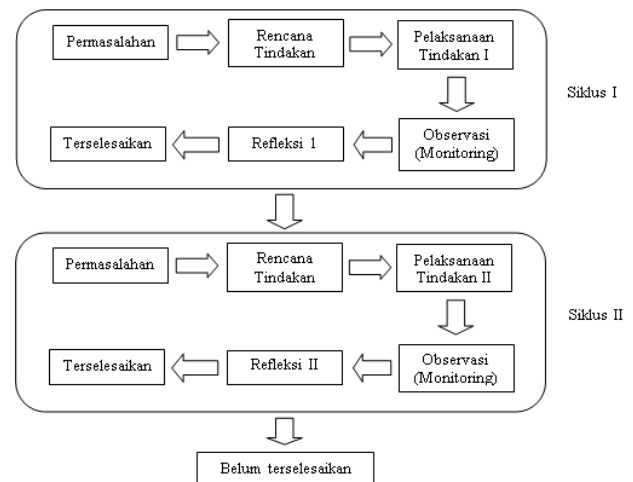 Permasalahan
Rencana
Tindakan
Pelaksanaan
Tindakan I
Siklus I
Terselesaikan
Refleksi 1
Observasi
(Monitoring)
Permasalahan
Rencana
Tindakan
Pelaksanaan
Tindakan II
Siklus II
Terselesaikan
Refleksi II
Observasi
(Monitoring)
Belum terselesaikan